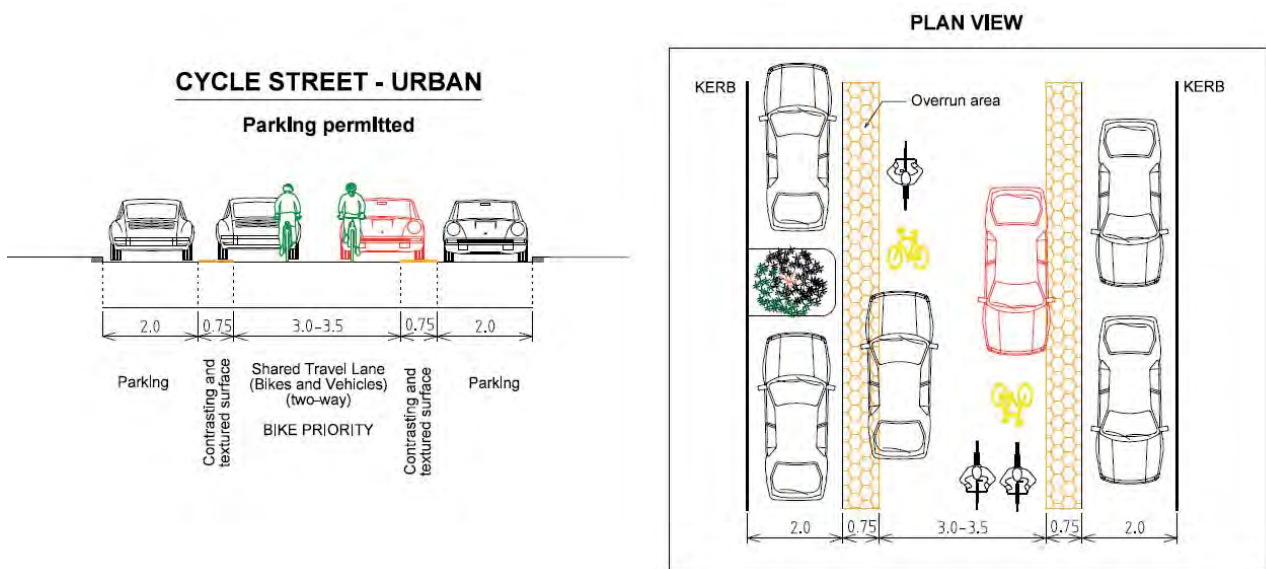 CYCLE STREET - URBAN
Parking permitted
2.0 0.75 3.0-3.5 0.75 2.0
Parking
Contrasting and
textured surface
Shared Travel Lane
(Bikes and Vehicles)
(two-way)
BIKE PRIORITY
Contrasting and
textured surface
Parking
PLAN VIEW
KERB
Overrun area
KERB
2.0 0.75 3.0-3.5 0.75 2.0